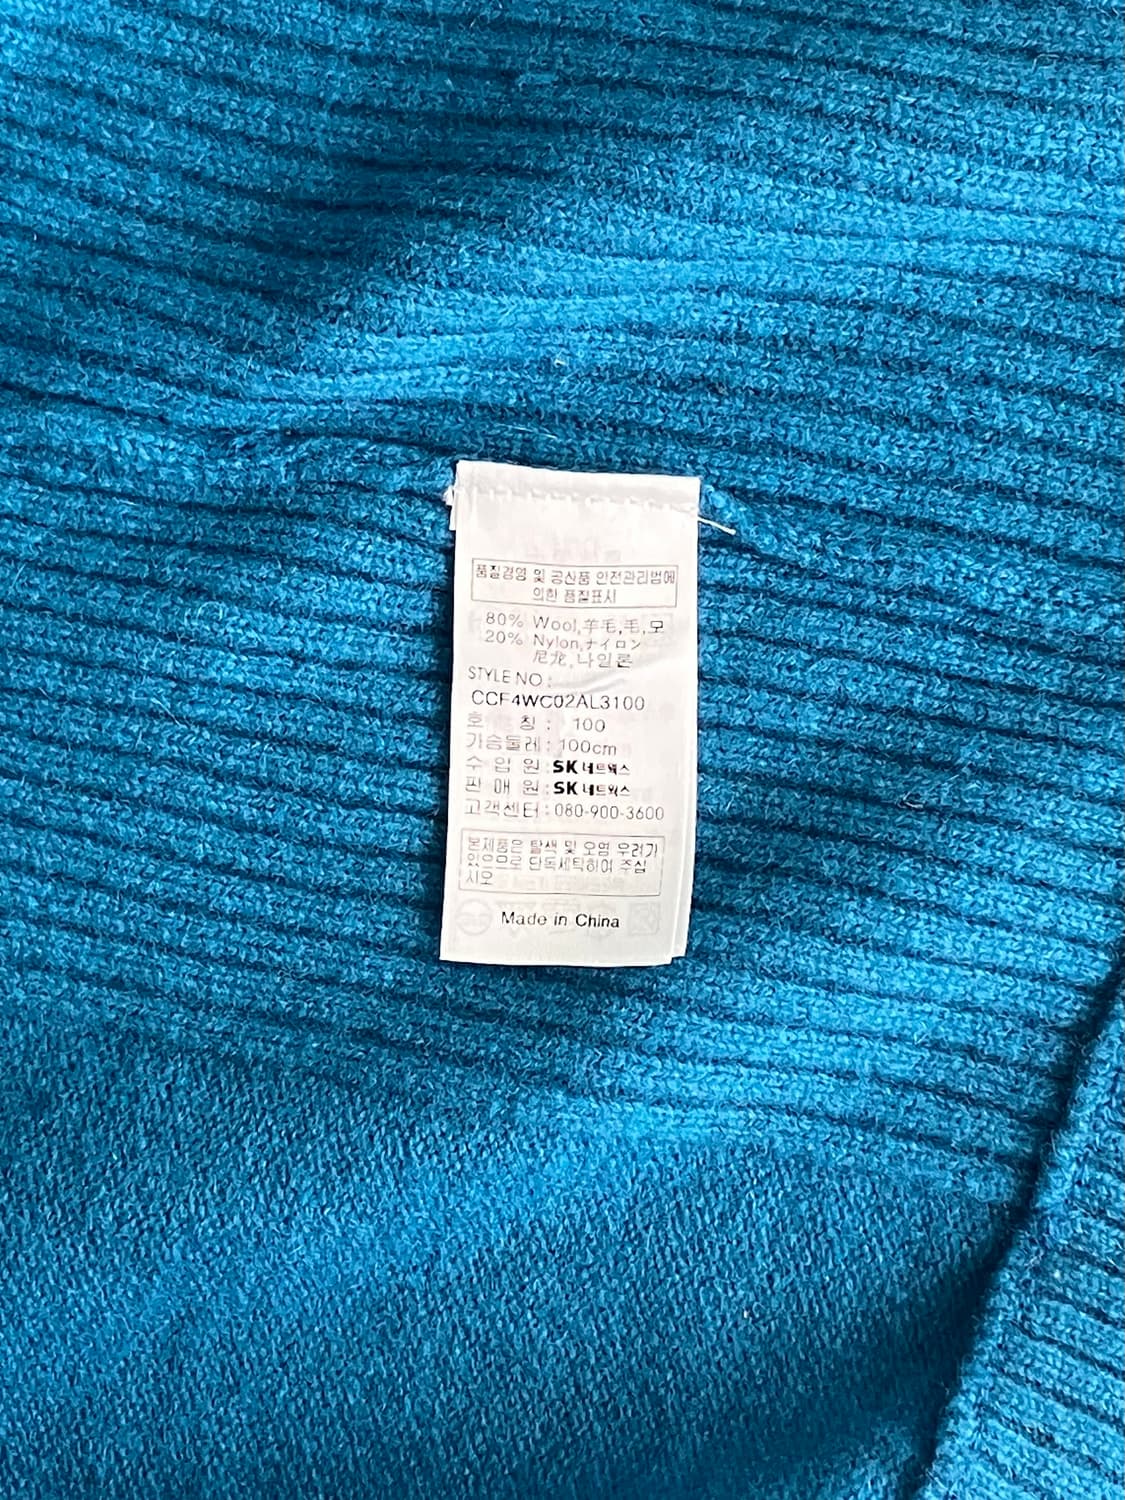 품질경영 및 공산품 안전관리법에
의한 품질표시
80% Wool,羊毛,毛,모
20% Nylon,ナイロン
尼龙,나일론
STYLE NO :
CCF4WC02AL3100
호 칭 : 100
가슴둘레 : 100cm
수 입 원 : SK 네트웍스
판 매 원 : SK 네트웍스
고객센터 : 080-900-3600
본제품은 탈색 및 오염 우려가
있으므로 단독세탁하여 주십
시오
Made in China